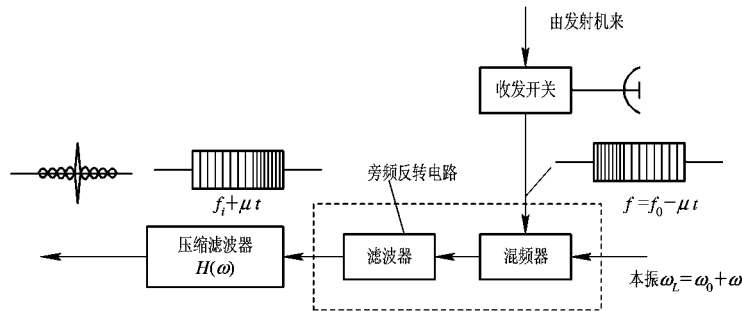 由发射机来
收发开关
旁频反转电路
f_i+μt
f=f_0-μt
压缩滤波器
H(ω)
滤波器
混频器
本振ω_L=ω_0+ω